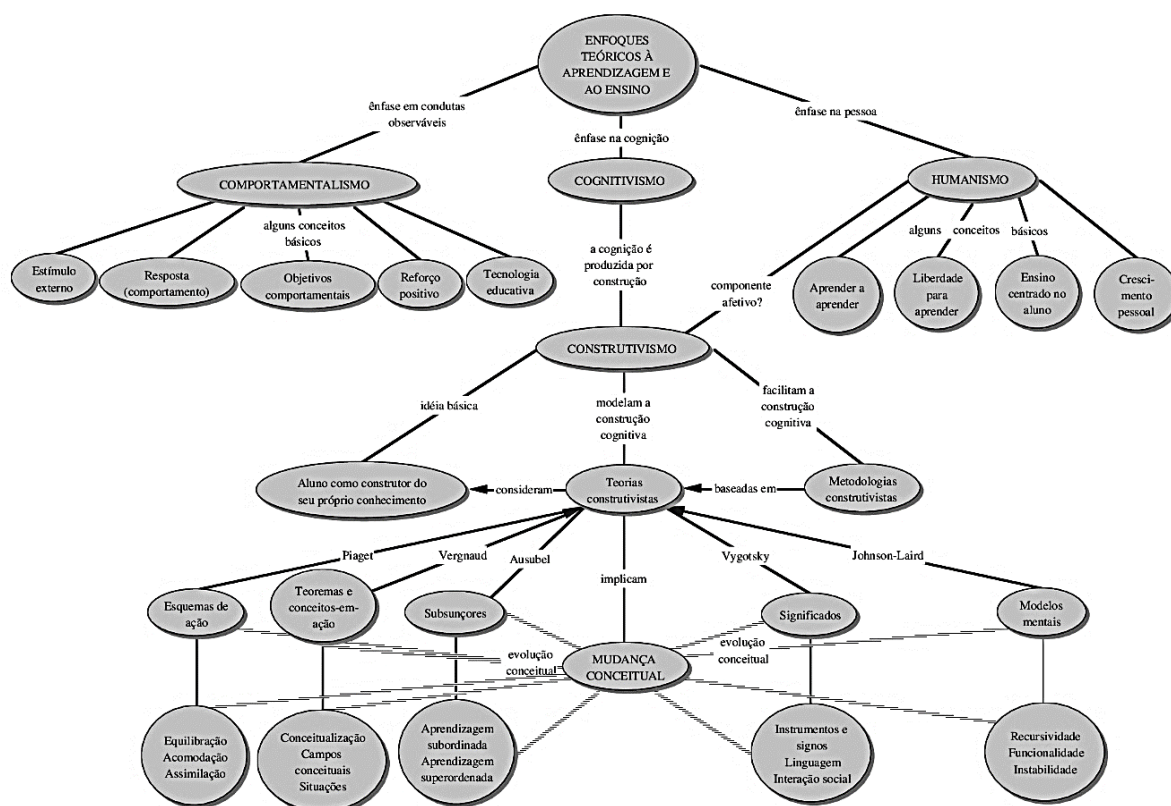 ENFOQUES
TEÓRICOS À
APRENDIZAGEM E
AO ENSINO
ênfase em condutas
observáveis
ênfase na cognição
ênfase na pessoa
COMPORTAMENTALISMO
COGNITIVISMO
HUMANISMO
alguns conceitos
básicos
Estímulo
externo
Resposta
(comportamento)
Objetivos
comportamentais
Reforço
positivo
Tecnologia
educativa
a cognição é
produzida por
construção
componente
afetivo?
alguns conceitos básicos
Aprender a
aprender
Liberdade
para
aprender
Ensino
centrado no
aluno
Cresci-
mento
pessoal
CONSTRUTIVISMO
idéia básica
modelam a
construção
cognitiva
facilitam a
construção
cognitiva
Aluno como construtor do
seu próprio conhecimento
consideram
Teorias
construtivistas
baseadas em
Metodologias
construtivistas
Piaget
Vergnaud
Ausubel
implicam
Vygotsky
Johnson-Laird
Esquemas de
ação
Teoremas e
conceitos-em-
ação
Subsunçores
Significados
Modelos
mentais
evolução
conceitual
MUDANÇA
CONCEITUAL
evolução
conceitual
Equilibração
Acomodação
Assimilação
Conceitualização
Campos
conceituais
Situações
Aprendizagem
subordinada
Aprendizagem
superordenada
Instrumentos e
signos
Linguagem
Interação social
Recursividade
Funcionalidade
Instabilidade